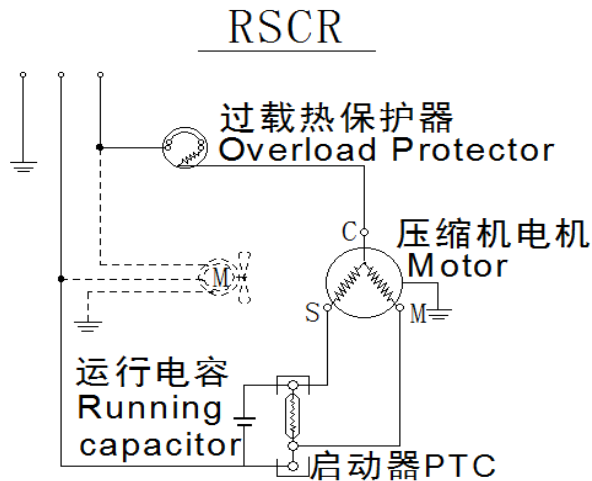 RSCR
过载热保护器
Overload Protector
C
压缩机电机
Motor
M
S
M
运行电容
Running
capacitor
启动器PTC